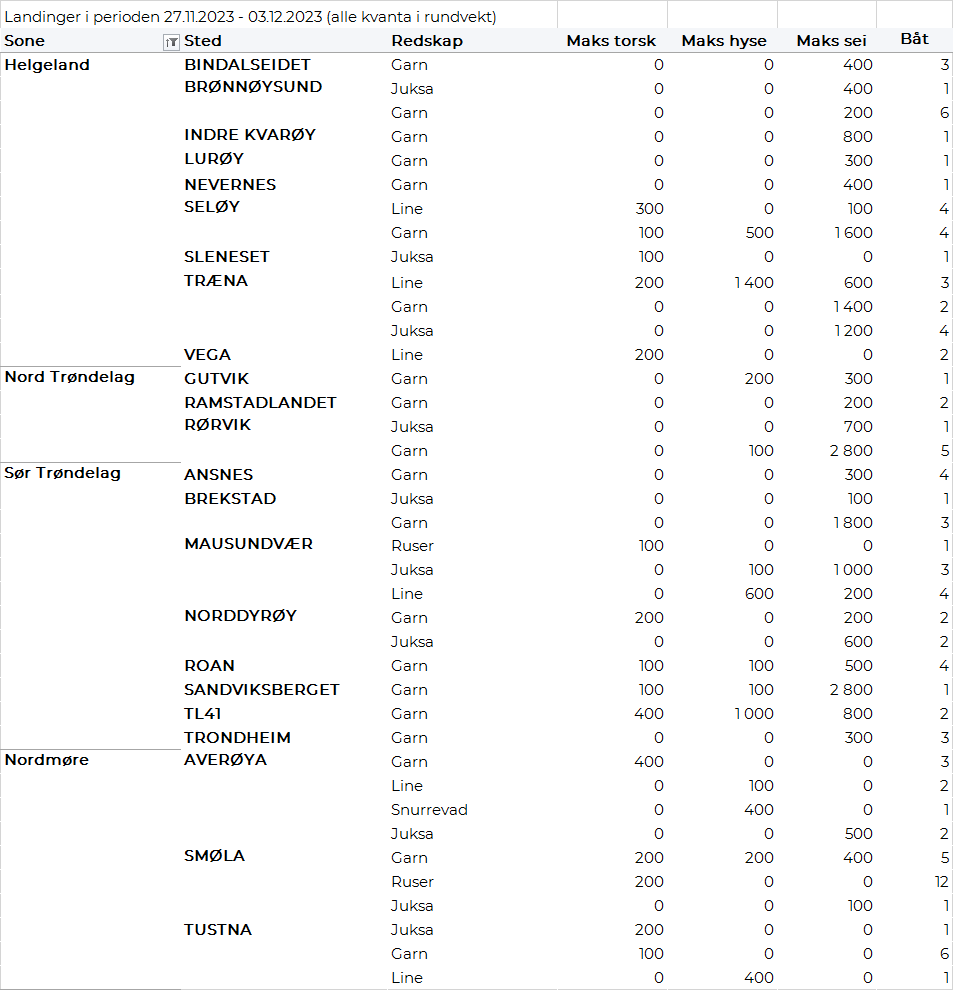 Landinger i perioden 27.11.2023 - 03.12.2023 (alle kvanta i rundvekt)
Sone Sted Redskap Maks torsk Maks hyse Maks sei Båt
Helgeland BINDALSEIDET Garn 0 0 400 3
BRØNNØYSUND Juksa 0 0 400 1
Garn 0 0 200 6
INDRE KVARØY Garn 0 0 800 1
LURØY Garn 0 0 300 1
NEVERNES Garn 0 0 400 1
SELØY Line 300 0 100 4
Garn 100 500 1 600 4
SLENESET Juksa 100 0 0 1
TRÆNA Line 200 1 400 600 3
Garn 0 0 1 400 2
Juksa 0 0 1 200 4
VEGA Line 200 0 0 2
Nord Trøndelag GUTVIK Garn 0 200 300 1
RAMSTADLANDET Garn 0 0 200 2
RØRVIK Juksa 0 0 700 1
Garn 0 100 2 800 5
Sør Trøndelag ANSNES Garn 0 0 300 4
BREKSTAD Juksa 0 0 100 1
Garn 0 0 1 800 3
MAUSUNDVÆR Ruser 100 0 0 1
Juksa 0 100 1 000 3
Line 0 600 200 4
NORDDYRØY Garn 200 0 200 2
Juksa 0 0 600 2
ROAN Garn 100 100 500 4
SANDVIKSBERGET Garn 100 100 2 800 1
TL41 Garn 400 1 000 800 2
TRONDHEIM Garn 0 0 300 3
Nordmøre AVERØYA Garn 400 0 0 3
Line 0 100 0 2
Snurrevad 0 400 0 1
Juksa 0 0 500 2
SMØLA Garn 200 200 400 5
Ruser 200 0 0 12
Juksa 0 0 100 1
TUSTNA Juksa 200 0 0 1
Garn 100 0 0 6
Line 0 400 0 1